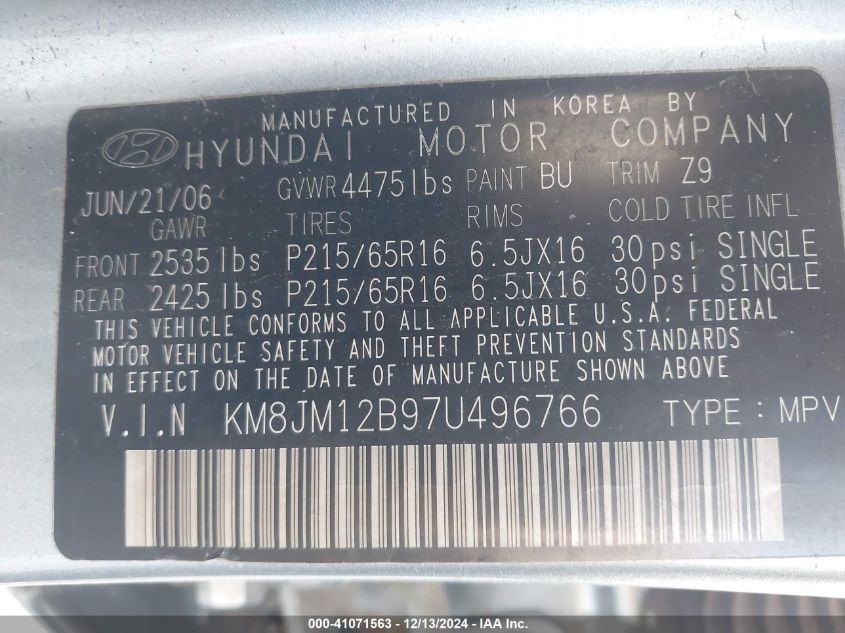 MANUFACTURED IN KOREA BY
HYUNDAI MOTOR COMPANY
JUN/21/06 GVWR 4475lbs PAINT BU TRIM Z9
GAWR TIRES RIMS COLD TIRE INFL
FRONT 2535 lbs P215/65R16 6.5JX16 30psi SINGLE
REAR 2425 lbs P215/65R16 6.5JX16 30psi SINGLE
THIS VEHICLE CONFORMS TO ALL APPLICABLE U.S.A. FEDERAL
MOTOR VEHICLE SAFETY AND THEFT PREVENTION STANDARDS
IN EFFECT ON THE DATE OF MANUFACTURE SHOWN ABOVE
V.I.N KM8JM12B97U496766 TYPE : MPV
000-41071563 - 12/13/2024 - IAA Inc.